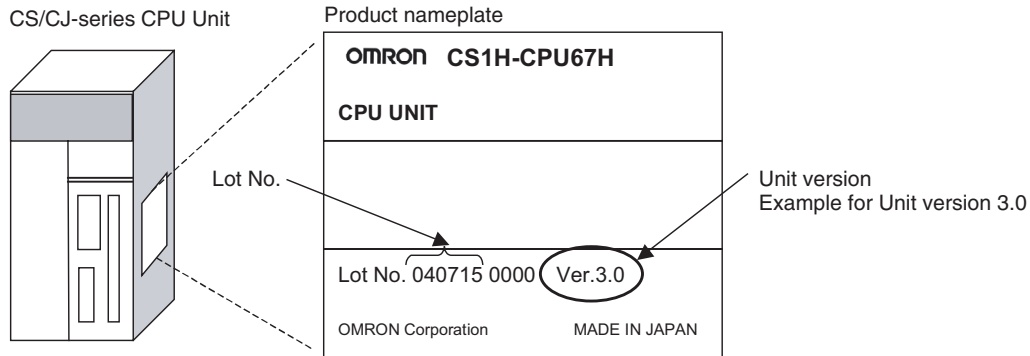 CS/CJ-series CPU Unit
Product nameplate
OMRON CS1H-CPU67H
CPU UNIT
Lot No.
Unit version
Example for Unit version 3.0
Lot No. 040715 0000 Ver.3.0
OMRON Corporation MADE IN JAPAN